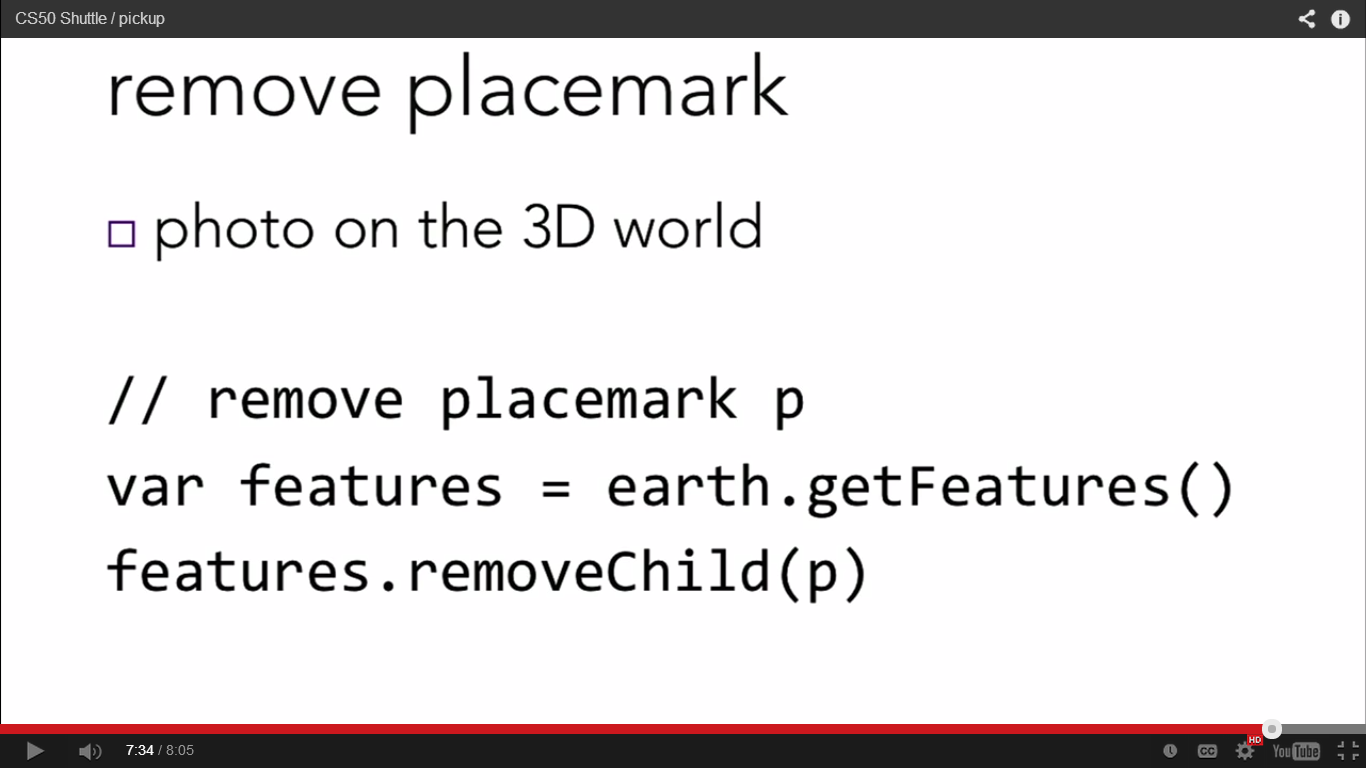 CS50 Shuttle / pickup
remove placemark
photo on the 3D world
// remove placemark p
var features = earth.getFeatures()
features.removeChild(p)
7:34 / 8:05
CC
HD
YouTube